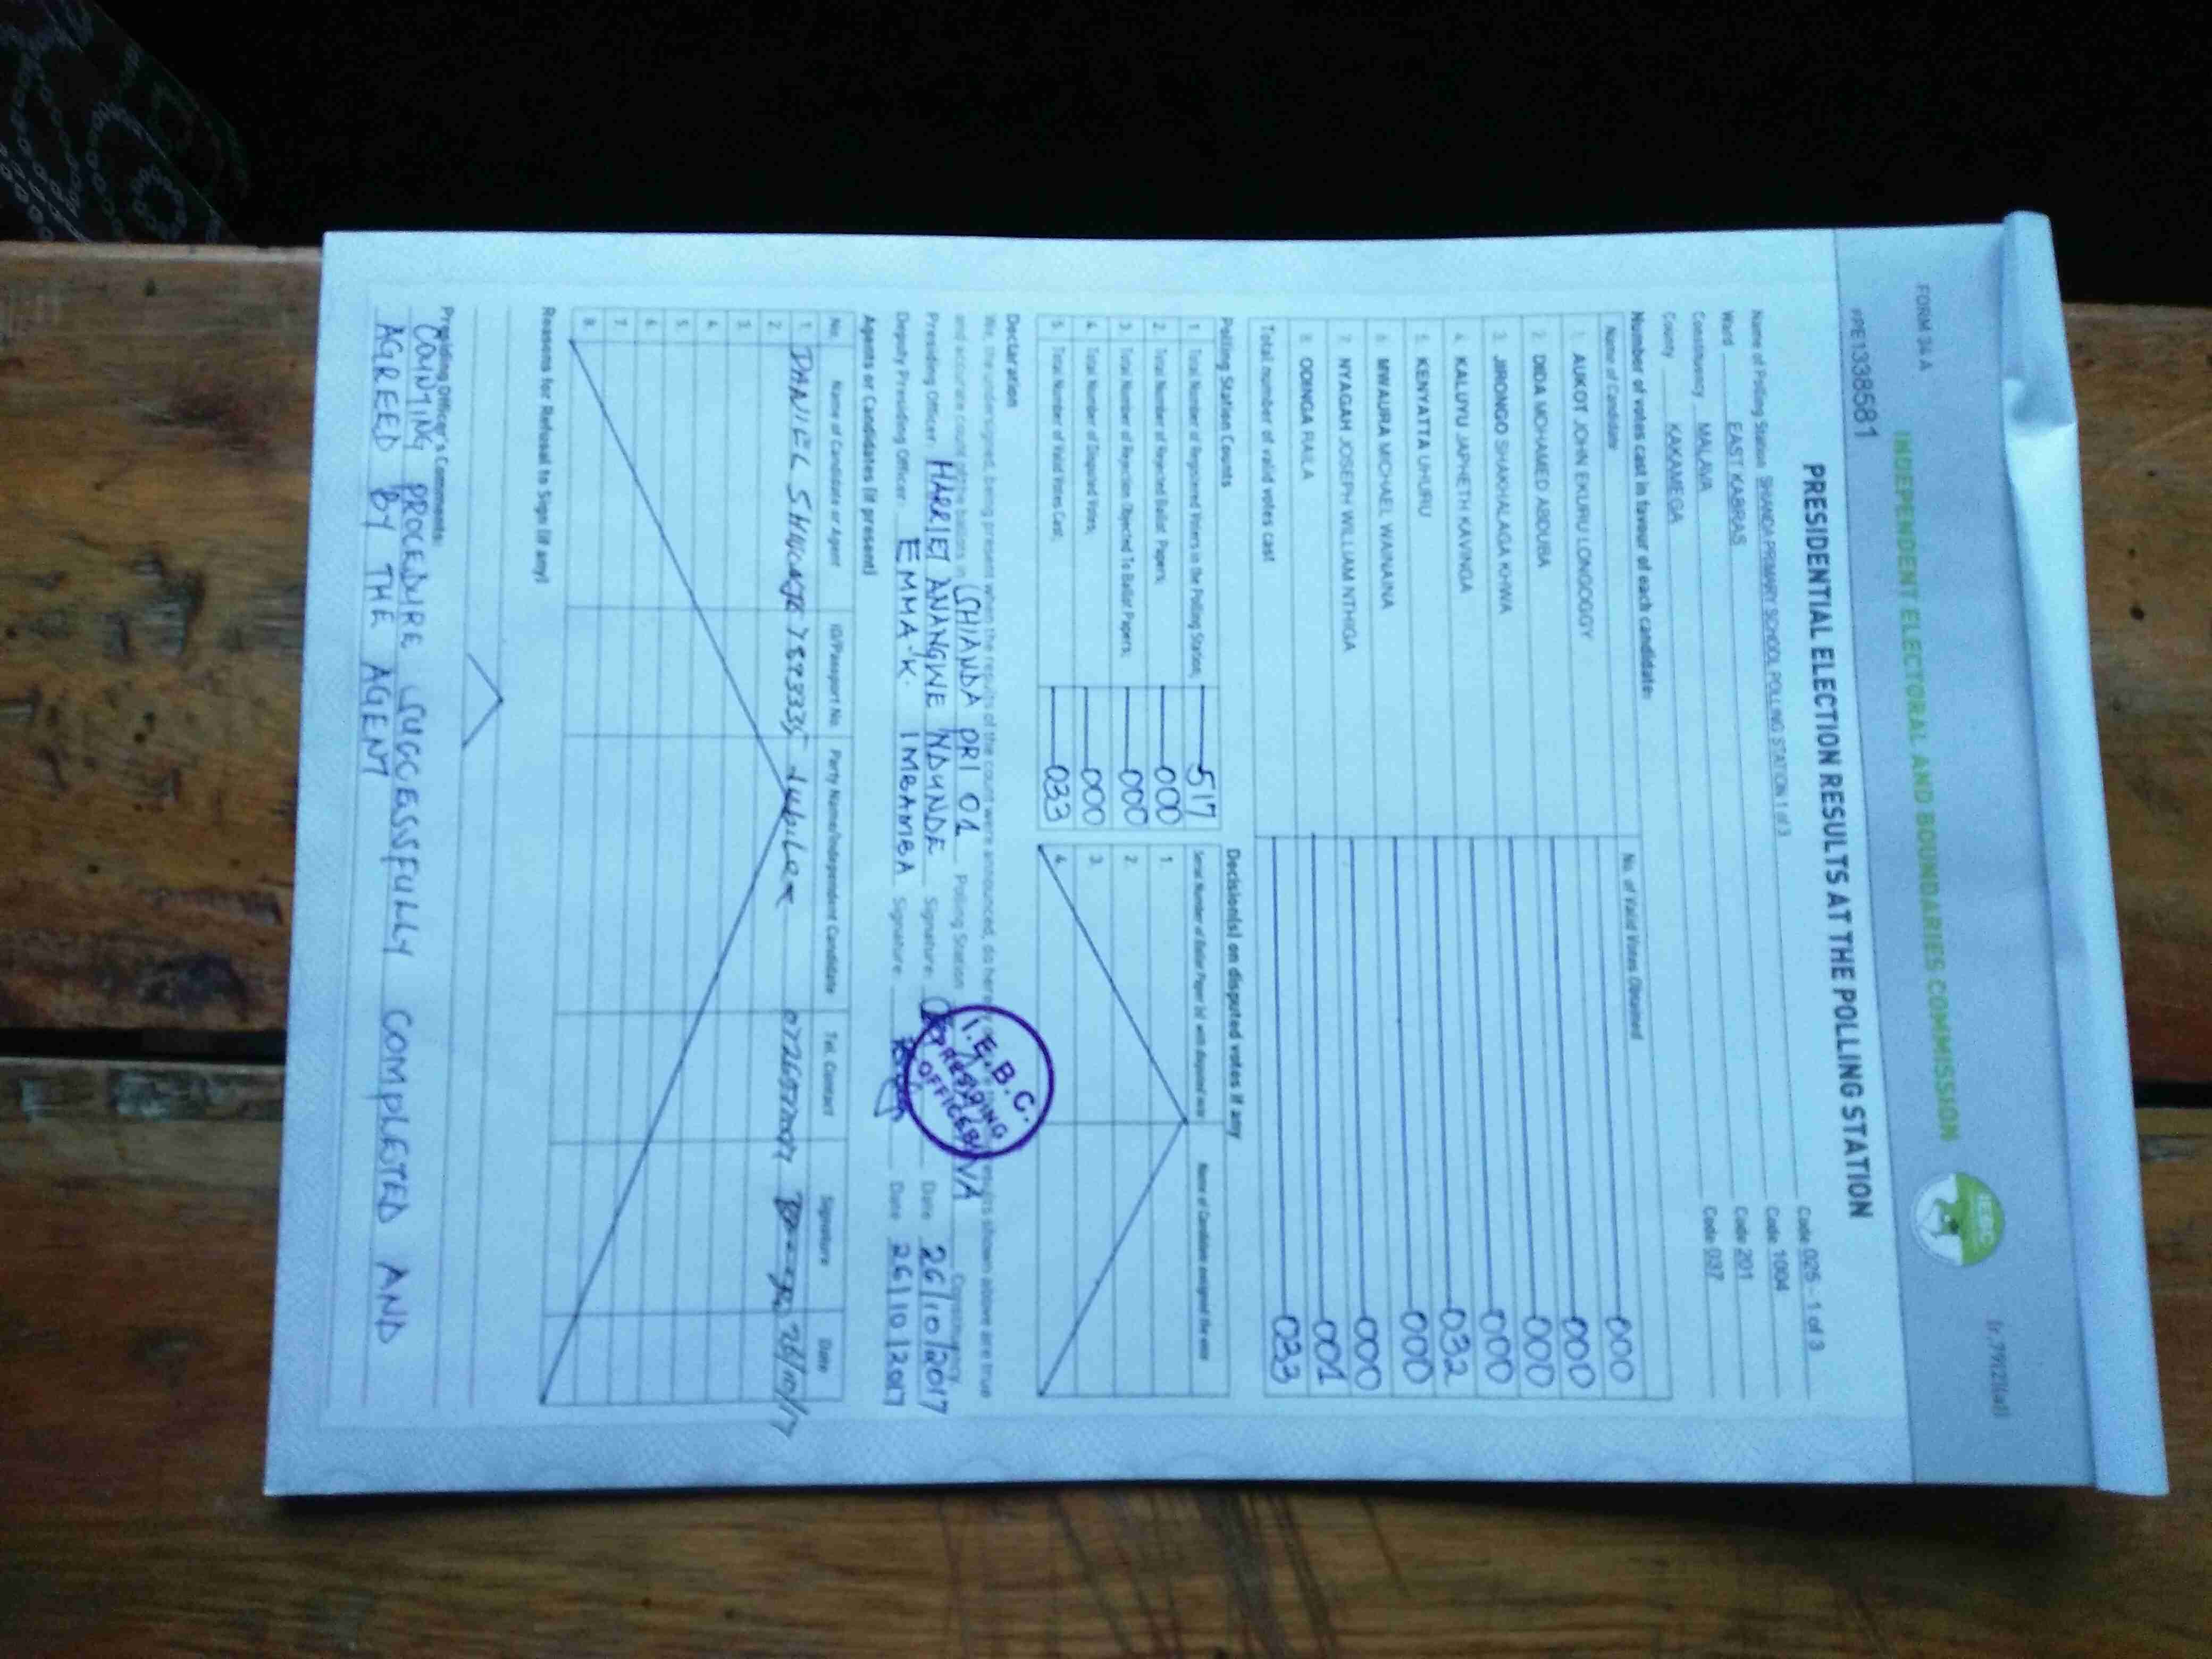 FORM 34 A
(r.79(2)(a))
INDEPENDENT ELECTORAL AND BOUNDARIES COMMISSION
IEBC
PE1338581
PRESIDENTIAL ELECTION RESULTS AT THE POLLING STATION
Name of Polling Station SHANDA PRIMARY SCHOOL POLLING STATION 1 of 3 Code 025 - 1 of 3
Ward EAST KABRAS Code 1004
Constituency MALAVA Code 201
County KAKAMEGA Code 037
Number of votes cast in favour of each candidate:
Name of Candidate No. of Valid Votes Obtained
1. AUKOT JOHN EKURU LONGOGGY 000
2. DIDA MOHAMED ABDUBA 000
3. JIRONGO SHAKHALAGA KHWA 000
4. KALUYU JAPHETH KAVINGA 000
5. KENYATTA UHURU 032
6. MWAURA MICHAEL WAINAINA 000
7. NYAGAH JOSEPH WILLIAM NTHIGA 000
8. ODINGA RAILA 001
Total number of valid votes cast 033
Polling Station Counts
1. Total Number of Registered Voters in the Polling Station; 517
2. Total Number of Rejected Ballot Papers; 000
3. Total Number of Rejection Objected To Ballot Papers; 000
4. Total Number of Disputed Votes; 000
5. Total Number of Valid Votes Cast; 033
Decision(s) on disputed votes if any
Serial Number of Ballot Paper (s) with disputed vote Name of Candidate assigned the vote
1.
2.
3.
4.
Declaration
We, the undersigned, being present when the results of the count were announced, do hereby results shown above are true
and accurate count of the ballots in SHIANDA PRI 01 Polling Station Constituency
Presiding Officer: HARRIET ANANGWE NDUNDE Signature Date 26/10/2017
Deputy Presiding Officer: EMMA K. IMBAMBA Signature Date 26/10/2017
I.E.B.C.
PRESIDING
OFFICER
Agents or Candidates (if present)
No. Name of Candidate or Agent ID/Passport No. Party Name/Independent Candidate Tel. Contact Signature Date
1. DANIEL Jubilee 26/10/17
2.
3.
4.
5.
6.
7.
8.
Reasons for Refusal to Sign (if any)
Presiding Officer's Comments:
COUNTING PROCEDURE SUCCESSFULLY COMPLETED AND
AGREED BY THE AGENT